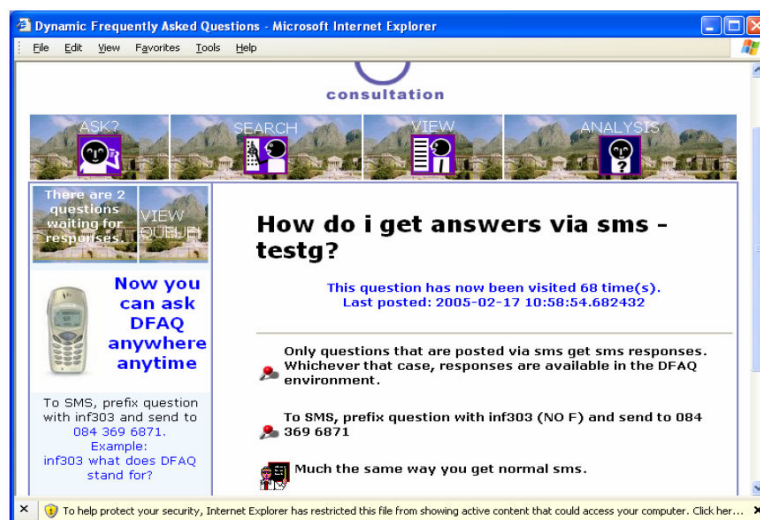 Dynamic Frequently Asked Questions - Microsoft Internet Explorer
File Edit View Favorites Tools Help
consultation
ASK?
SEARCH
VIEW
ANALYSIS
There are 2
questions
waiting for
responses.
VIEW
QUEUE!
Now you
can ask
DFAQ
anywhere
anytime
To SMS, prefix question
with inf303 and send to
084 369 6871.
Example:
inf303 what does DFAQ
stand for?
How do i get answers via sms -
testg?
This question has now been visited 68 time(s).
Last posted: 2005-02-17 10:58:54.682432
Only questions that are posted via sms get sms responses.
Whichever that case, responses are available in the DFAQ
environment.
To SMS, prefix question with inf303 (NO F) and send to 084
369 6871
Much the same way you get normal sms.
To help protect your security, Internet Explorer has restricted this file from showing active content that could access your computer. Click her...